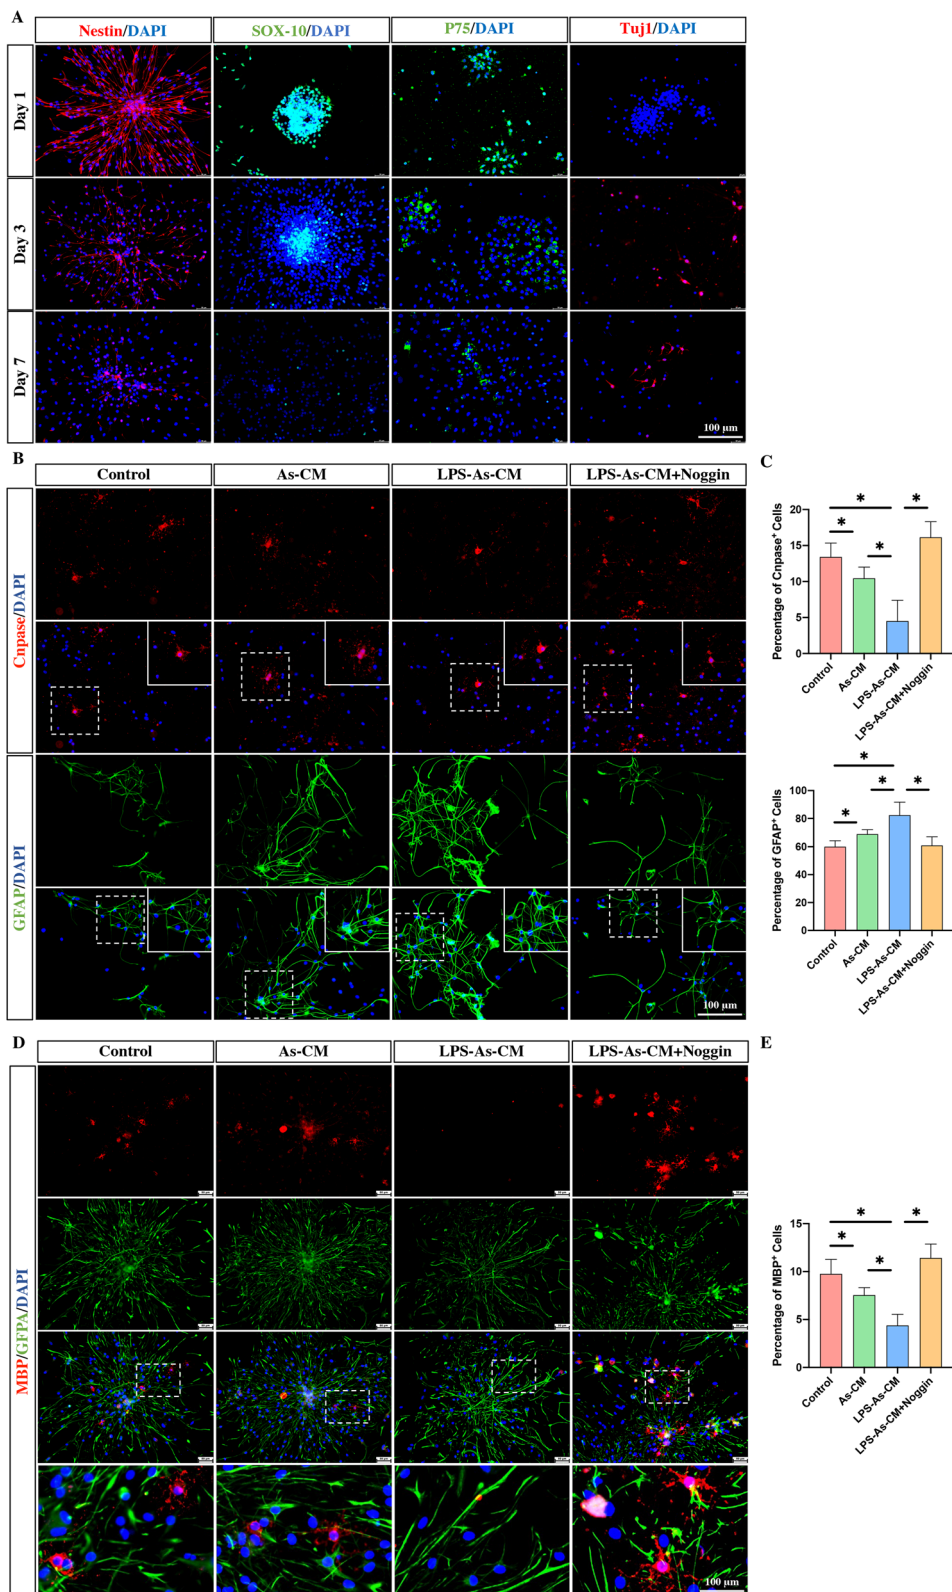 A
Nestin/DAPI
SOX-10/DAPI
P75/DAPI
Tuj1/DAPI
Day 1
Day 3
Day 7
100 μm
B
Control
As-CM
LPS-As-CM
LPS-As-CM+Noggin
Cnpase/DAPI
GFAP/DAPI
100 μm
C
Percentage of Cnpase+ Cells
20
15
10
5
0
*
*
*
*
Control
As-CM
LPS-As-CM
LPS-As-CM+Noggin
Percentage of GFAP+ Cells
100
80
60
40
20
0
*
*
*
*
Control
As-CM
LPS-As-CM
LPS-As-CM+Noggin
D
Control
As-CM
LPS-As-CM
LPS-As-CM+Noggin
MBP/GFPA/DAPI
100 μm
E
Percentage of MBP+ Cells
15
10
5
0
*
*
*
*
Control
As-CM
LPS-As-CM
LPS-As-CM+Noggin